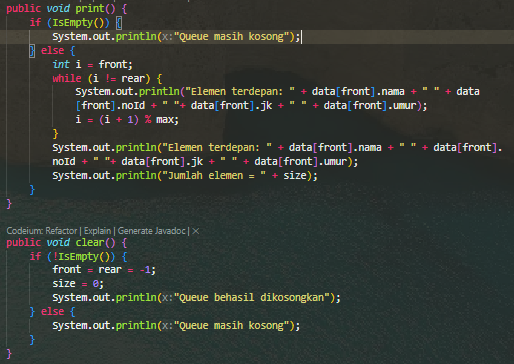 public void print() {
if (IsEmpty()) {
System.out.println(x:"Queue masih kosong");
} else {
int i = front;
while (i != rear) {
System.out.println("Elemen terdepan: " + data[front].nama + " " + data
[front].noId + " "+ data[front].jk + " " + data[front].umur);
i = (i + 1) % max;
}
System.out.println("Elemen terdepan: " + data[front].nama + " " + data[front].
noId + " "+ data[front].jk + " " + data[front].umur);
System.out.println("Jumlah elemen = " + size);
}
}
Codeium: Refactor | Explain | Generate Javadoc | ×
public void clear() {
if (!IsEmpty()) {
front = rear = -1;
size = 0;
System.out.println(x:"Queue behasil dikosongkan");
} else {
System.out.println(x:"Queue masih kosong");
}
}